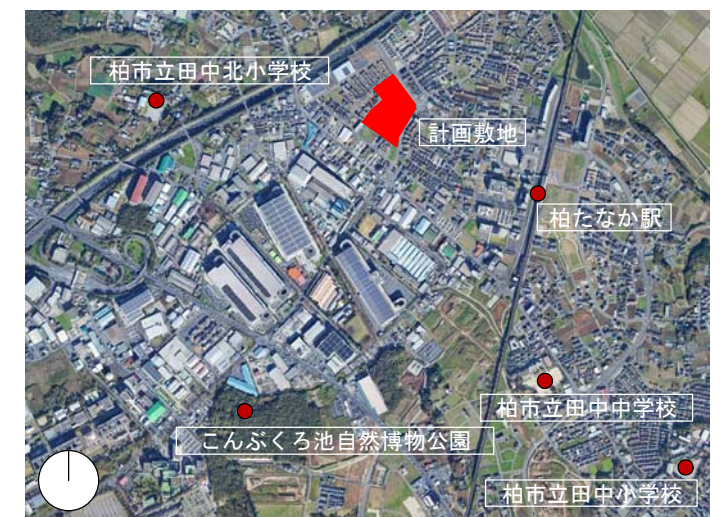 柏市立田中北小学校
計画敷地
柏たなか駅
柏市立田中中学校
こんぶくろ池自然博物公園
柏市立田中小学校